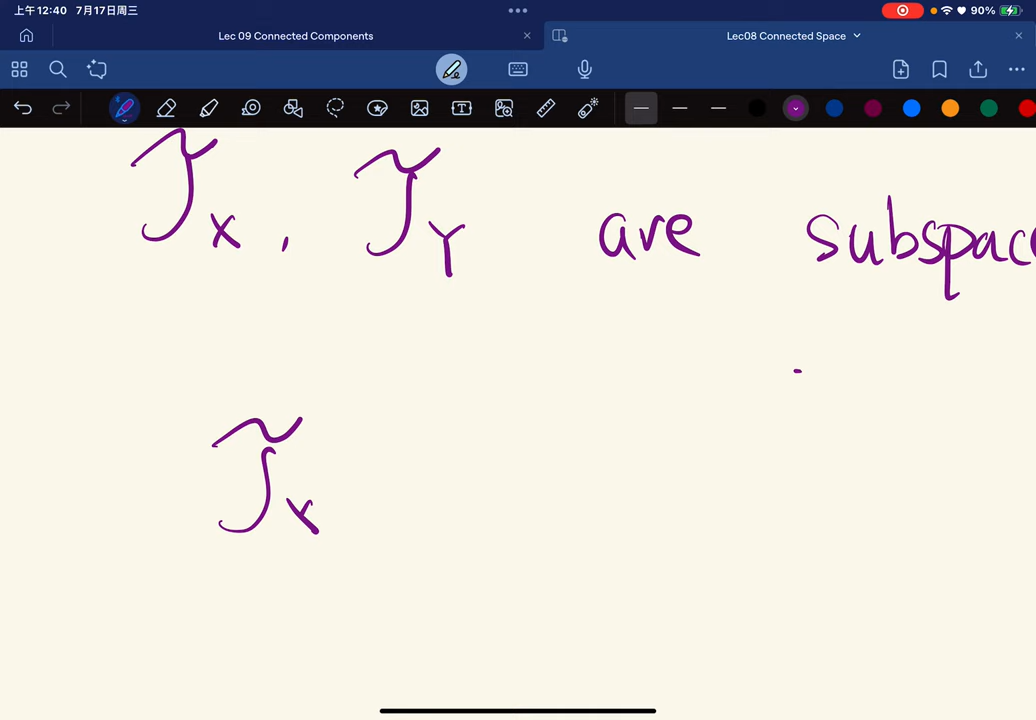 上午12:40 7月17日周三
90%
Lec 09 Connected Components
Lec08 Connected Space
𝒯X , 𝒯Y are subspac
𝒯